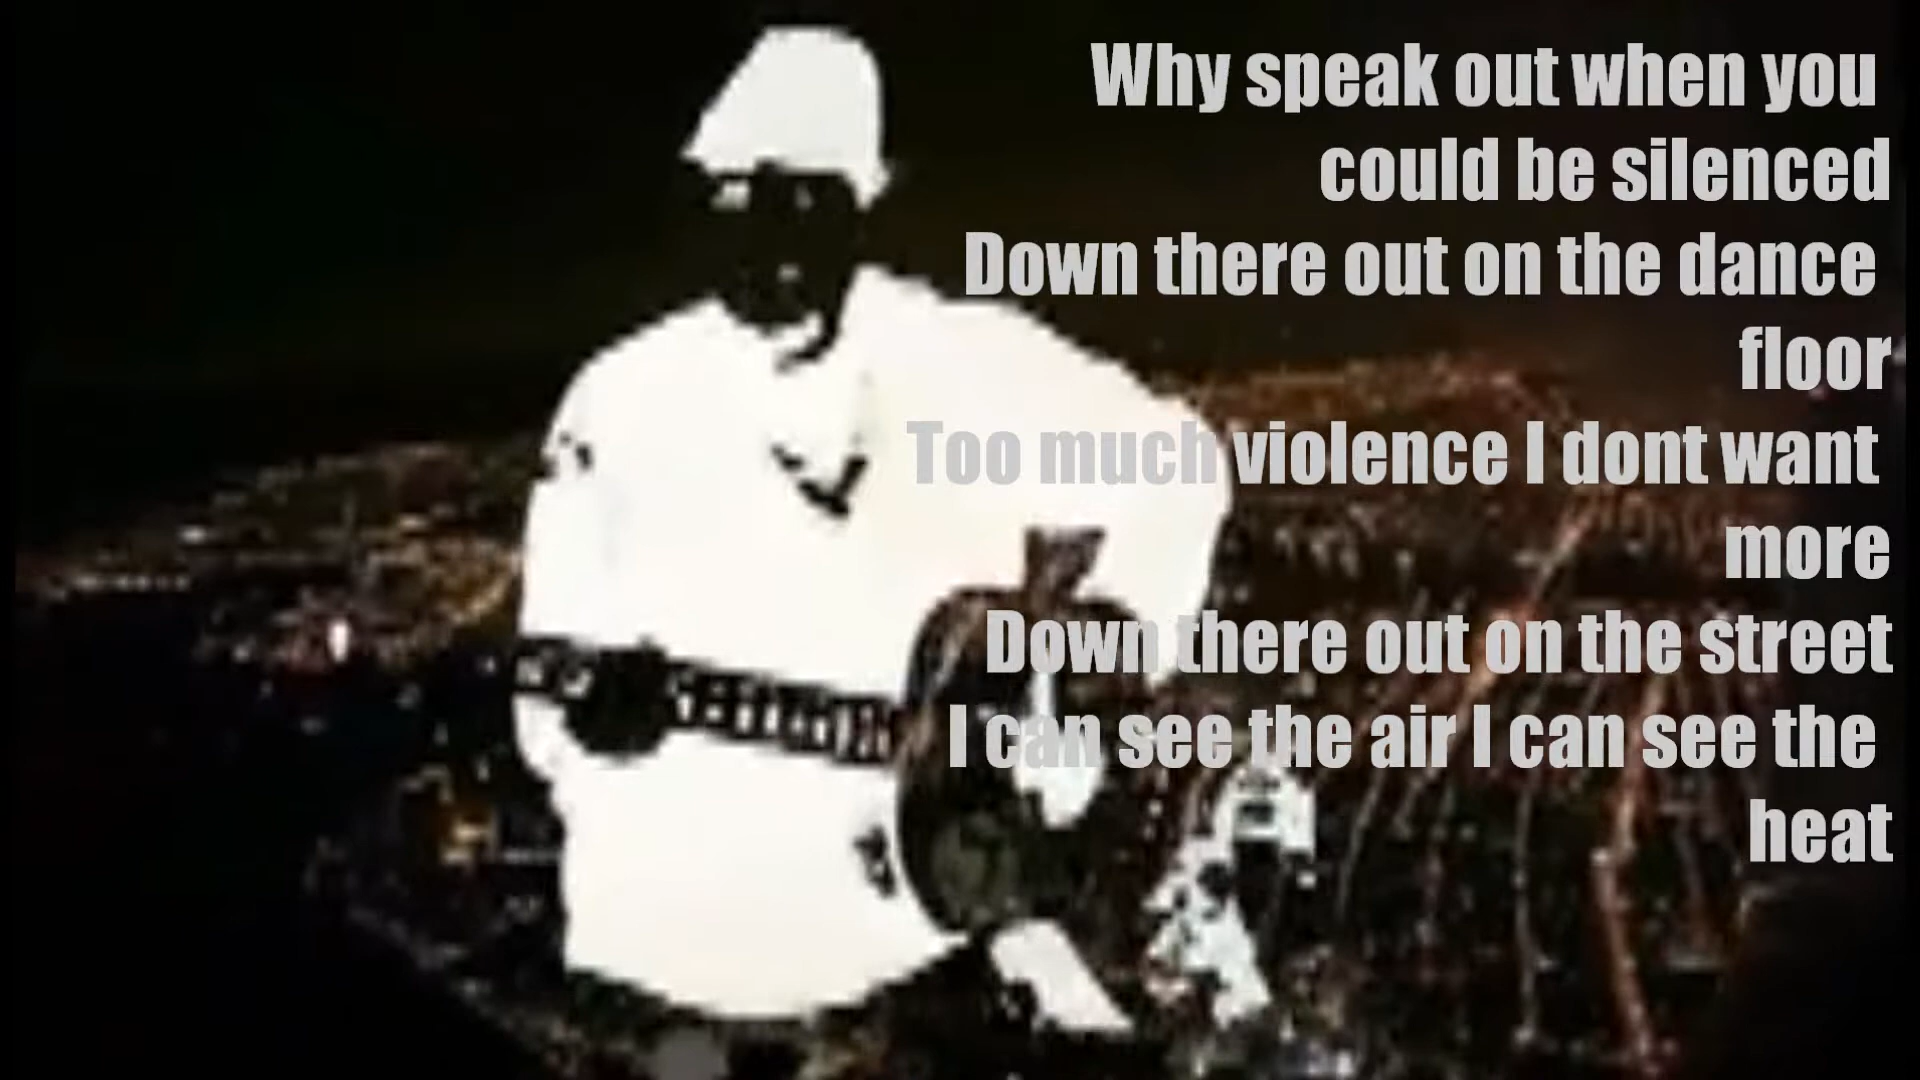 Why speak out when you
could be silenced
Down there out on the dance
floor
Too much violence I dont want
more
Down there out on the street
I can see the air I can see the
heat